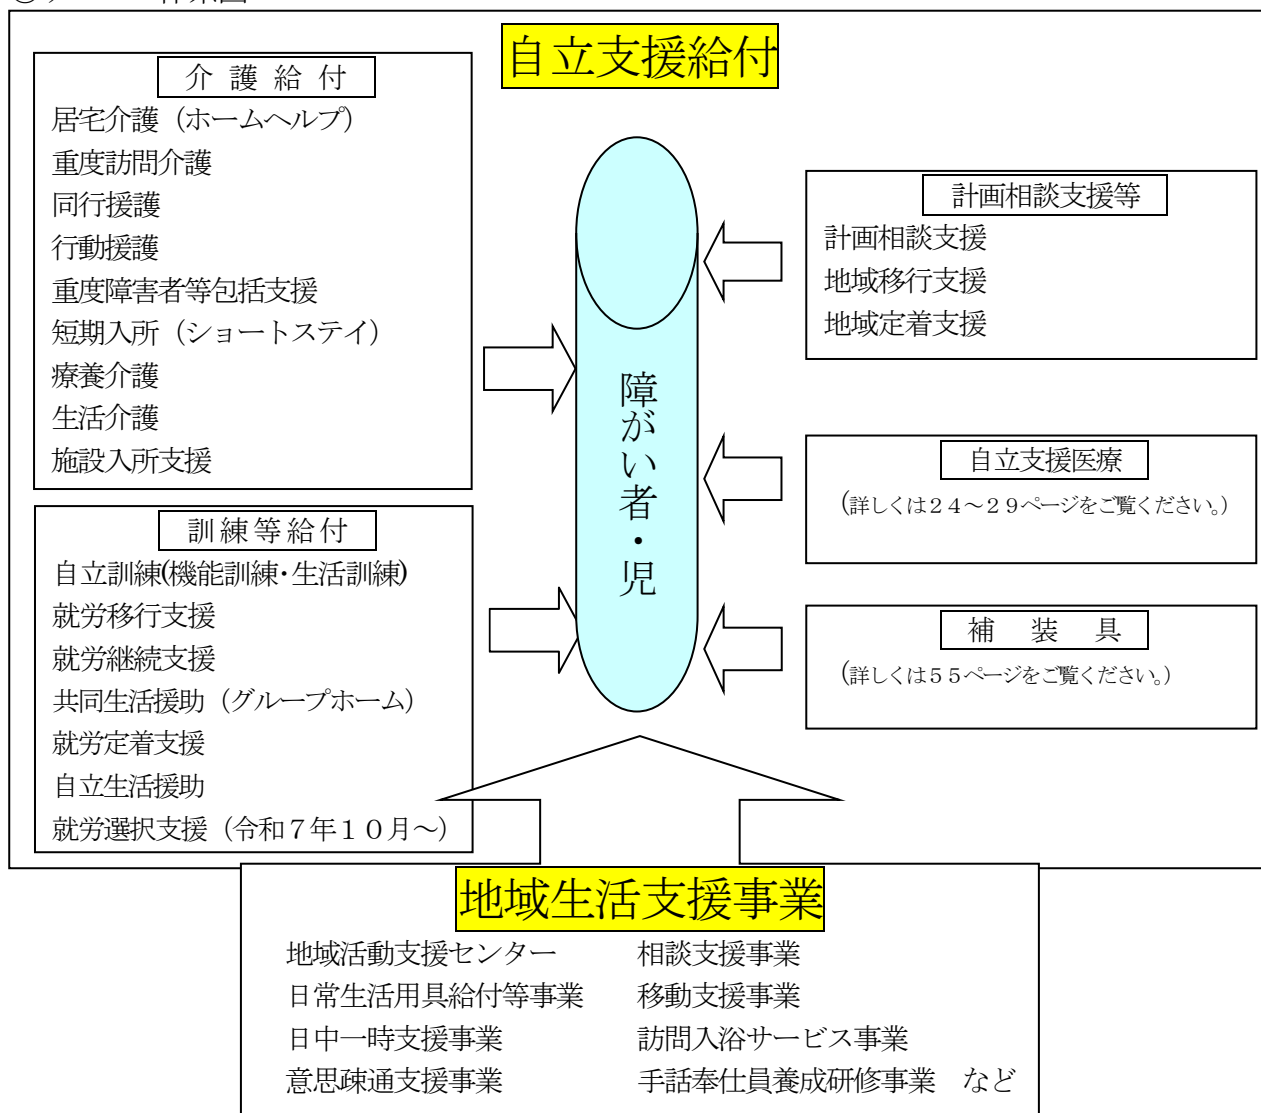 自立支援給付
介護給付
居宅介護（ホームヘルプ）
重度訪問介護
同行援護
行動援護
重度障害者等包括支援
短期入所（ショートステイ）
療養介護
生活介護
施設入所支援
訓練等給付
自立訓練(機能訓練・生活訓練)
就労移行支援
就労継続支援
共同生活援助（グループホーム）
就労定着支援
自立生活援助
就労選択支援（令和７年１０月～）
障がい者・児
計画相談支援等
計画相談支援
地域移行支援
地域定着支援
自立支援医療
(詳しくは２４～２９ページをご覧ください。)
補装具
(詳しくは５５ページをご覧ください。)
地域生活支援事業
地域活動支援センター　相談支援事業
日常生活用具給付等事業　移動支援事業
日中一時支援事業　訪問入浴サービス事業
意思疎通支援事業　手話奉仕員養成研修事業　など